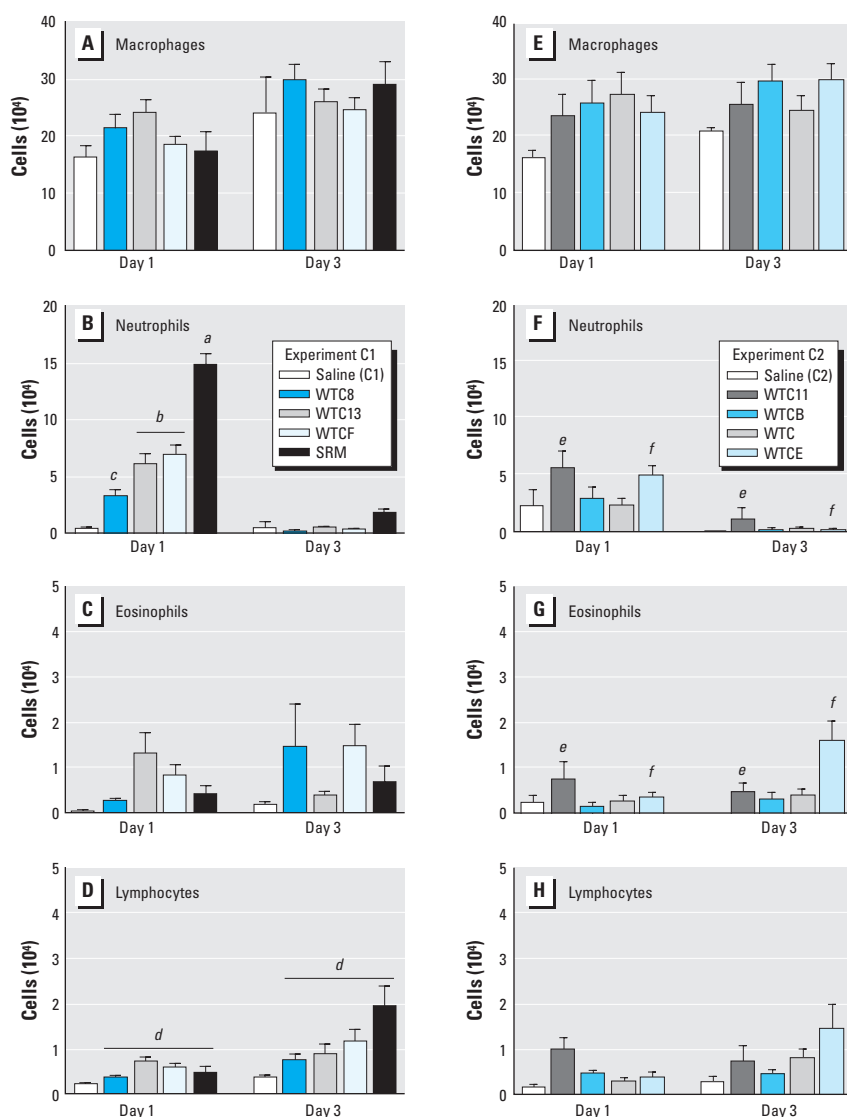 A Macrophages
Cells (10⁴)
40
30
20
10
0
Day 1 Day 3
E Macrophages
Cells (10⁴)
40
30
20
10
0
Day 1 Day 3
B Neutrophils
Cells (10⁴)
20
15
10
5
0
c
b
a
Experiment C1
Saline (C1)
WTC8
WTC13
WTCF
SRM
Day 1 Day 3
F Neutrophils
Cells (10⁴)
20
15
10
5
0
e
f
e
f
Experiment C2
Saline (C2)
WTC11
WTCB
WTC
WTCE
Day 1 Day 3
C Eosinophils
Cells (10⁴)
5
4
3
2
1
0
Day 1 Day 3
G Eosinophils
Cells (10⁴)
5
4
3
2
1
0
e
f
e
f
Day 1 Day 3
D Lymphocytes
Cells (10⁴)
5
4
3
2
1
0
d
d
Day 1 Day 3
H Lymphocytes
Cells (10⁴)
5
4
3
2
1
0
Day 1 Day 3